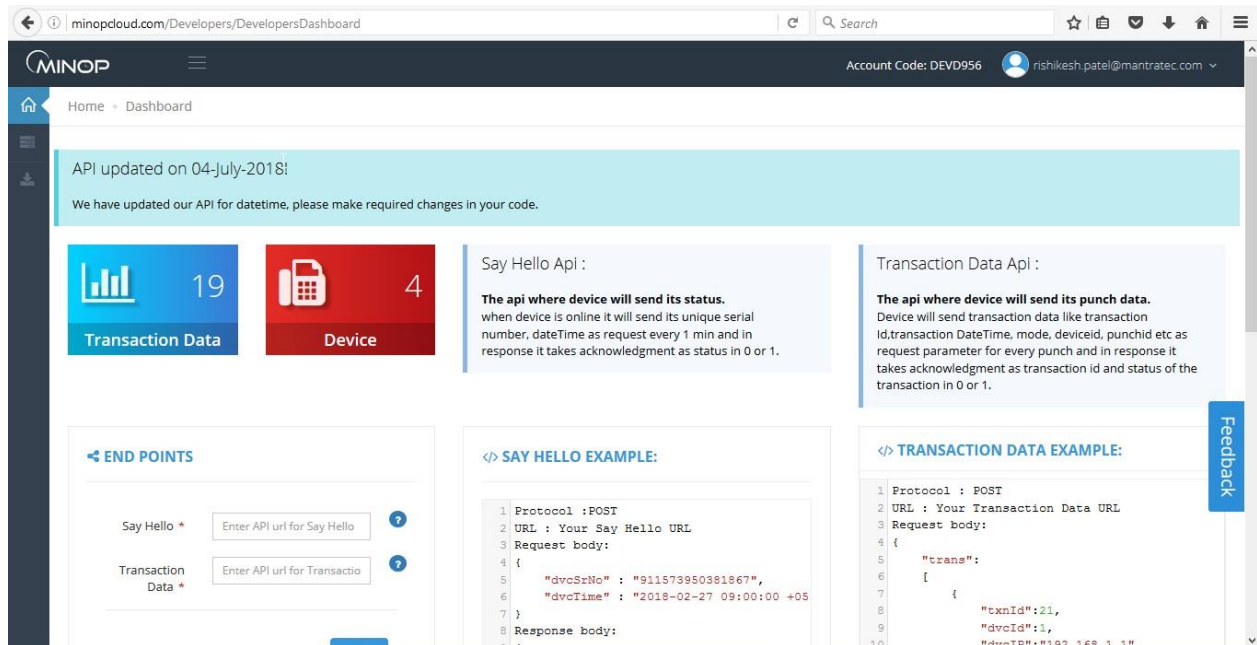 minopcloud.com/Developers/DevelopersDashboard
Search
MINOP
Account Code: DEVD956
rishikesh.patel@mantratec.com
Home
Dashboard
API updated on 04-July-2018!
We have updated our API for datetime, please make required changes in your code.
19
Transaction Data
4
Device
Say Hello Api :
The api where device will send its status.
when device is online it will send its unique serial
number, dateTime as request every 1 min and in
response it takes acknowledgment as status in 0 or 1.
Transaction Data Api :
The api where device will send its punch data.
Device will send transaction data like transaction
Id,transaction DateTime, mode, deviceid, punchid etc as
request parameter for every punch and in response it
takes acknowledgment as transaction id and status of the
transaction in 0 or 1.
Feedback
END POINTS
Say Hello *
Enter API url for Say Hello
?
Transaction
Data *
Enter API url for Transactio
?
</> SAY HELLO EXAMPLE:
1 Protocol :POST
2 URL : Your Say Hello URL
3 Request body:
4 {
5 "dvcSrNo" : "911573950381867",
6 "dvcTime" : "2018-02-27 09:00:00 +05
7 }
8 Response body:
</> TRANSACTION DATA EXAMPLE:
1 Protocol : POST
2 URL : Your Transaction Data URL
3 Request body:
4 {
5 "trans":
6 [
7 {
8 "txnId":21,
9 "dvcId":1,
10 "dvcIP":"192.168.1.1"